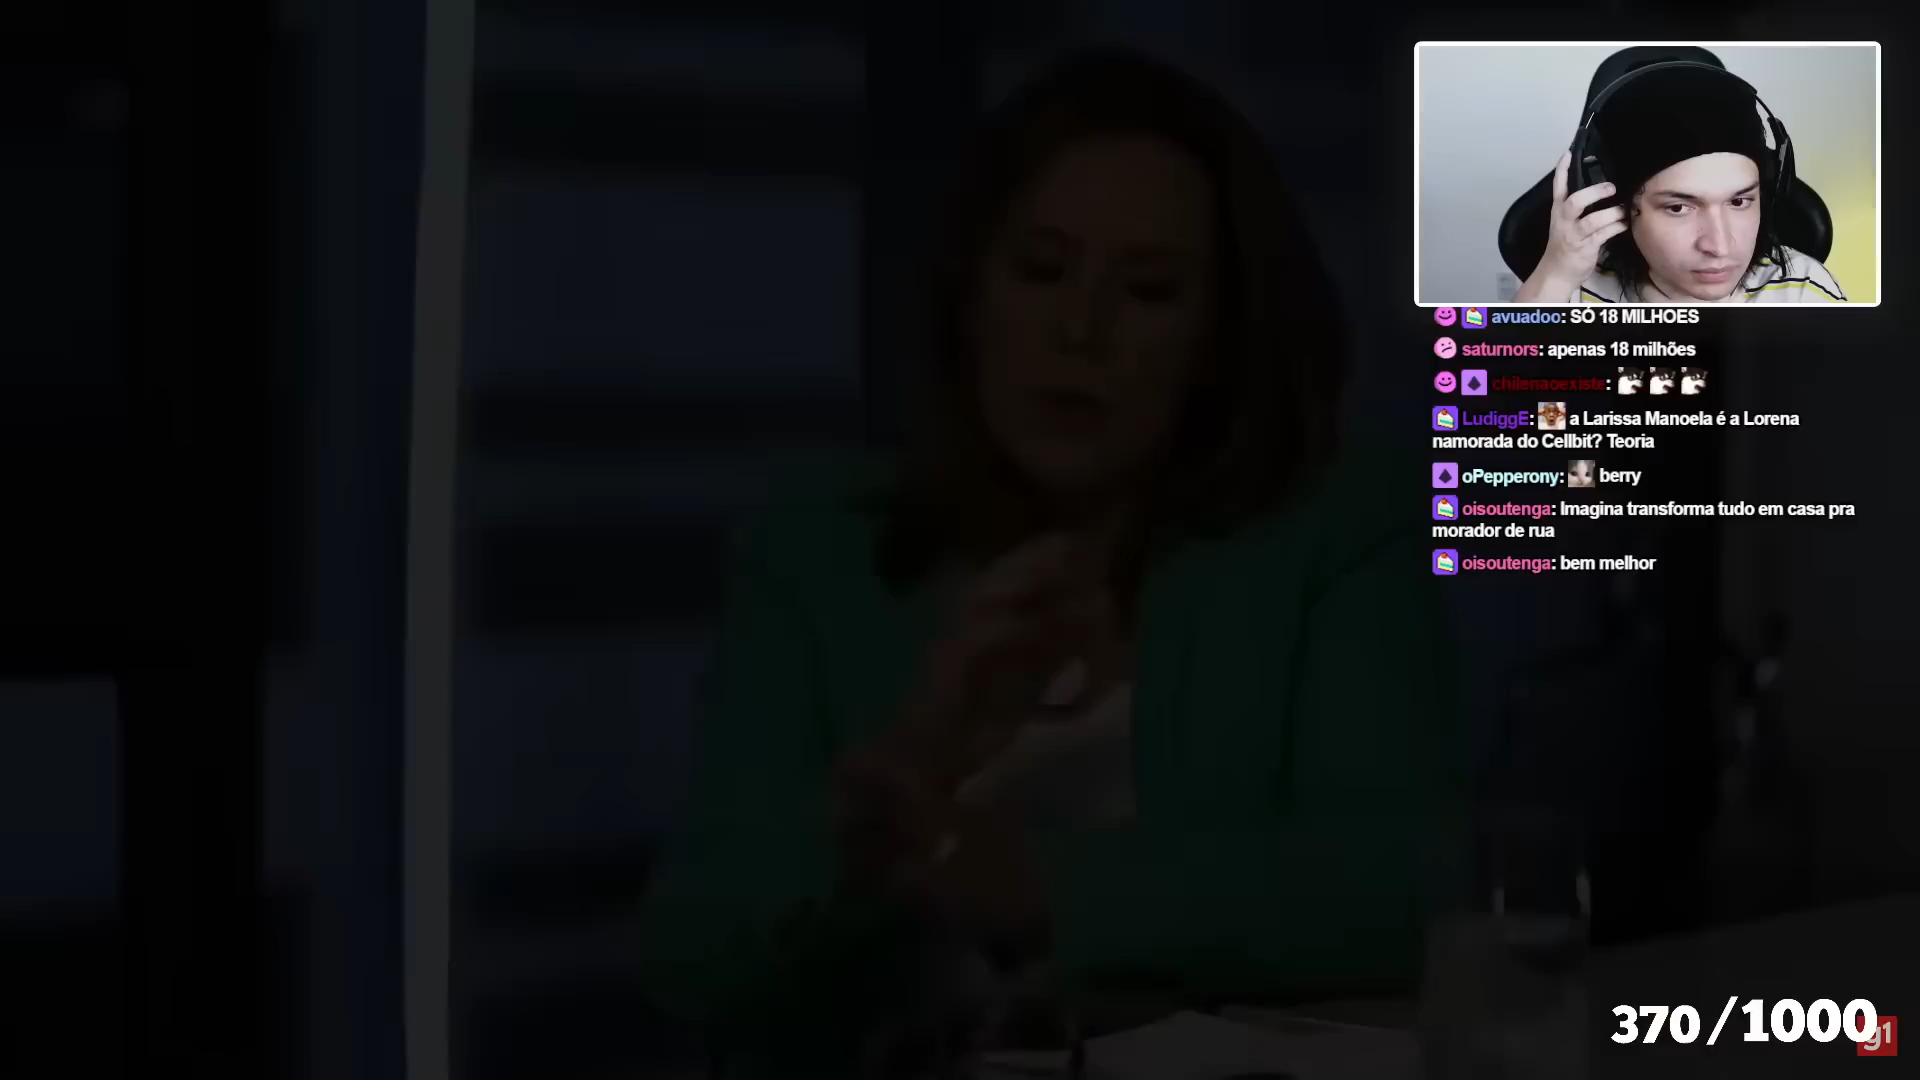 avuadoo: SÓ 18 MILHOES
saturnors: apenas 18 milhões
chilenaoexiste:
LudiggE: a Larissa Manoela é a Lorena
namorada do Cellbit? Teoria
oPepperony: berry
oisoutenga: Imagina transforma tudo em casa pra
morador de rua
oisoutenga: bem melhor
370/1000
g1